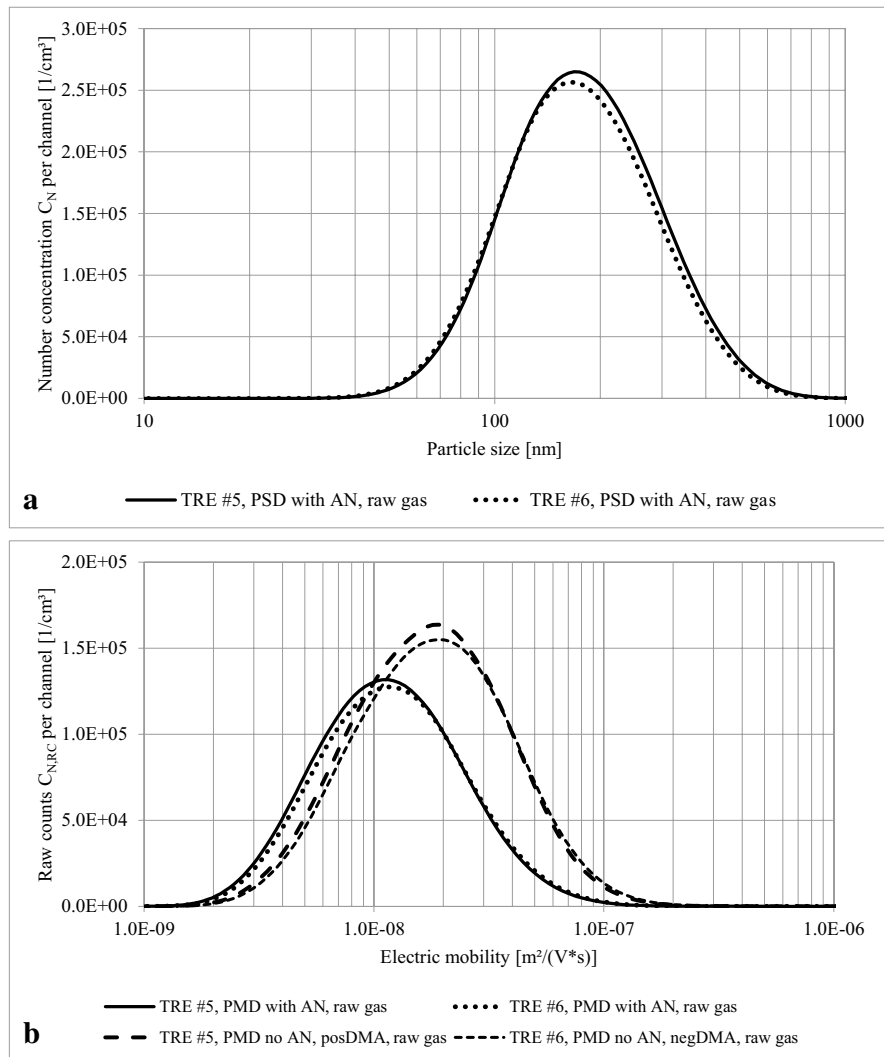 3.0E+05
2.5E+05
2.0E+05
1.5E+05
1.0E+05
5.0E+04
0.0E+00
Number concentration C_N per channel [1/cm³]
10
100
1000
Particle size [nm]
a
TRE #5, PSD with AN, raw gas
TRE #6, PSD with AN, raw gas
2.0E+05
1.5E+05
1.0E+05
5.0E+04
0.0E+00
Raw counts C_N,RC per channel [1/cm³]
1.0E-09
1.0E-08
1.0E-07
1.0E-06
Electric mobility [m²/(V*s)]
TRE #5, PMD with AN, raw gas
TRE #6, PMD with AN, raw gas
TRE #5, PMD no AN, posDMA, raw gas
TRE #6, PMD no AN, negDMA, raw gas
b